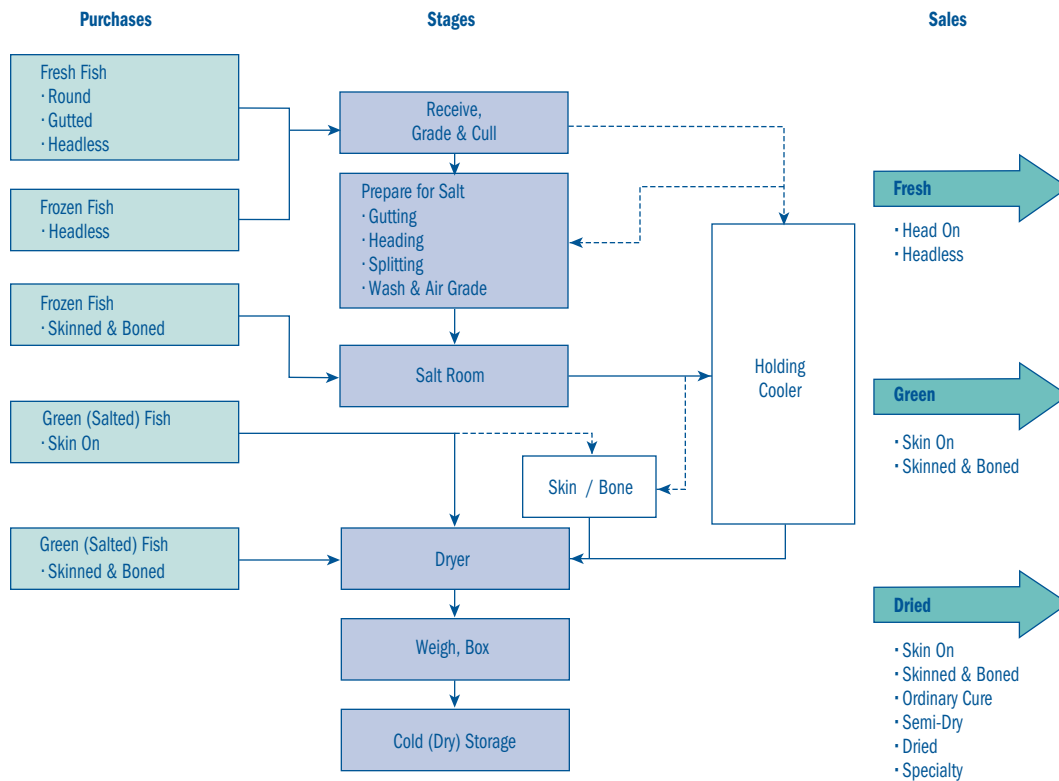 Purchases
Stages
Sales
Fresh Fish
· Round
· Gutted
· Headless
Frozen Fish
· Headless
Frozen Fish
· Skinned & Boned
Green (Salted) Fish
· Skin On
Green (Salted) Fish
· Skinned & Boned
Receive,
Grade & Cull
Prepare for Salt
· Gutting
· Heading
· Splitting
· Wash & Air Grade
Salt Room
Skin / Bone
Dryer
Weigh, Box
Cold (Dry) Storage
Holding
Cooler
Fresh
· Head On
· Headless
Green
· Skin On
· Skinned & Boned
Dried
· Skin On
· Skinned & Boned
· Ordinary Cure
· Semi-Dry
· Dried
· Specialty